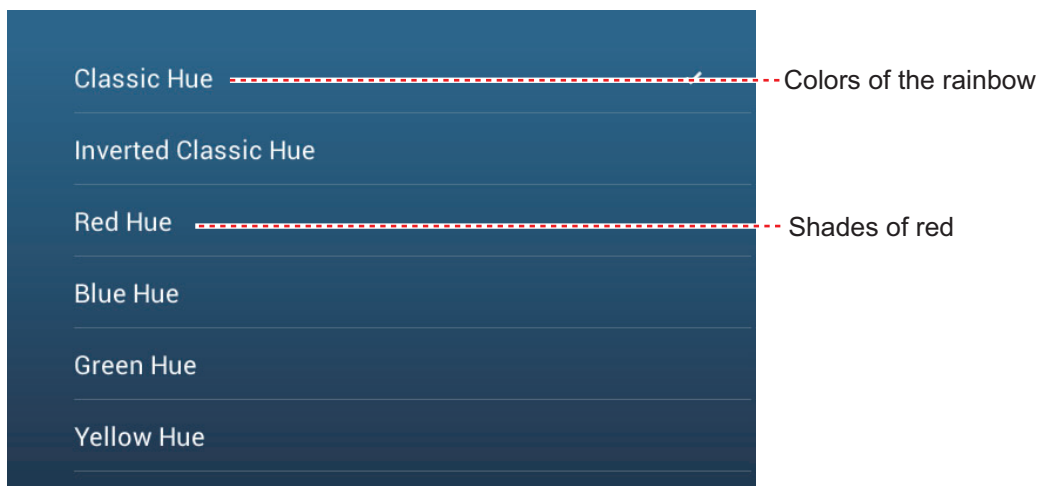 Classic Hue
Colors of the rainbow
Inverted Classic Hue
Red Hue
Shades of red
Blue Hue
Green Hue
Yellow Hue